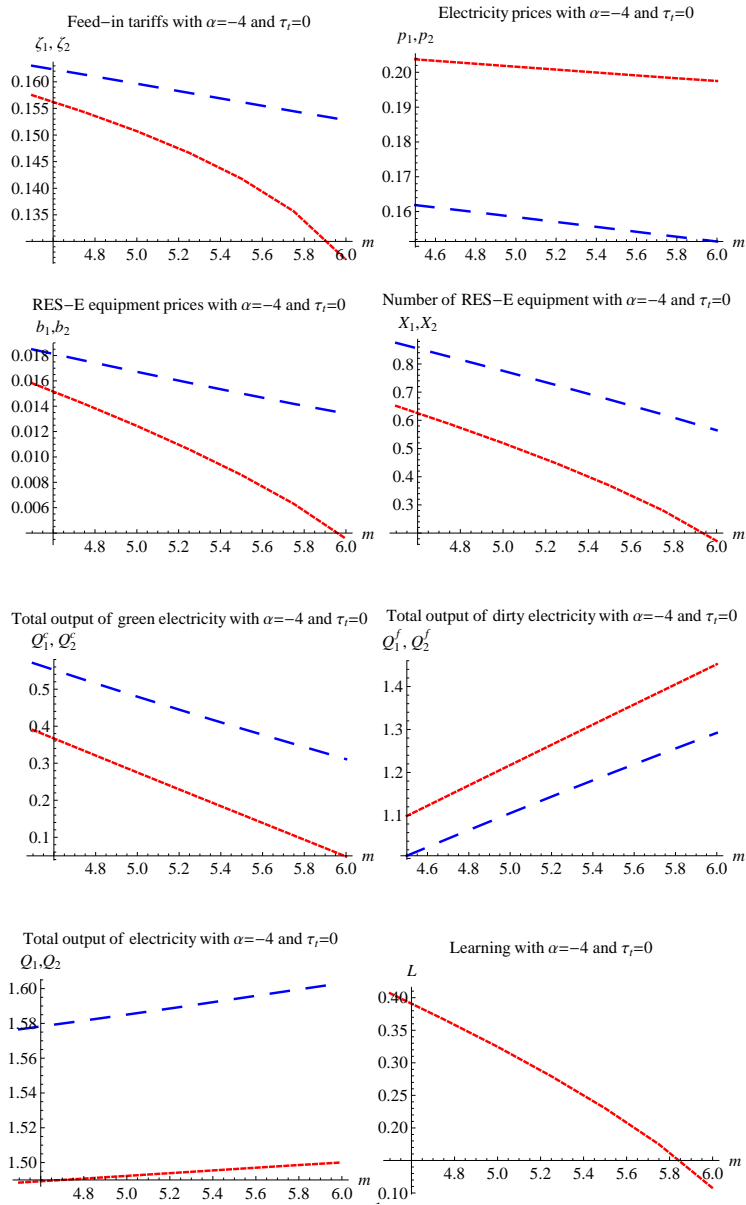 Feed−in tariffs with α=−4 and τₜ=0
ζ₁, ζ₂
0.160
0.155
0.150
0.145
0.140
0.135
4.8 5.0 5.2 5.4 5.6 5.8 6.0 m
Electricity prices with α=−4 and τₜ=0
p₁,p₂
0.20
0.19
0.18
0.17
0.16
4.6 4.8 5.0 5.2 5.4 5.6 5.8 6.0 m
RES−E equipment prices with α=−4 and τₜ=0
b₁,b₂
0.018
0.016
0.014
0.012
0.010
0.008
0.006
4.8 5.0 5.2 5.4 5.6 5.8 6.0 m
Number of RES−E equipment with α=−4 and τₜ=0
X₁,X₂
0.8
0.7
0.6
0.5
0.4
0.3
4.8 5.0 5.2 5.4 5.6 5.8 6.0 m
Total output of green electricity with α=−4 and τₜ=0
Q₁ᶜ, Q₂ᶜ
0.5
0.4
0.3
0.2
0.1
4.8 5.0 5.2 5.4 5.6 5.8 6.0 m
Total output of dirty electricity with α=−4 and τₜ=0
Q₁ᶠ, Q₂ᶠ
1.4
1.3
1.2
1.1
4.6 4.8 5.0 5.2 5.4 5.6 5.8 6.0 m
Total output of electricity with α=−4 and τₜ=0
Q₁,Q₂
1.60
1.58
1.56
1.54
1.52
1.50
4.8 5.0 5.2 5.4 5.6 5.8 6.0 m
Learning with α=−4 and τₜ=0
L
0.40
0.35
0.30
0.25
0.20
0.10
4.8 5.0 5.2 5.4 5.6 5.8 6.0 m